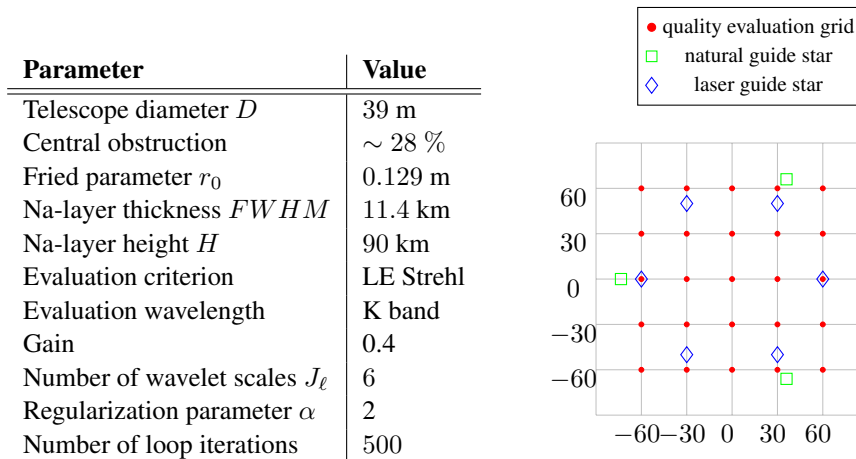 Parameter Value
Telescope diameter D 39 m
Central obstruction ∼ 28 %
Fried parameter r₀ 0.129 m
Na-layer thickness FWHM 11.4 km
Na-layer height H 90 km
Evaluation criterion LE Strehl
Evaluation wavelength K band
Gain 0.4
Number of wavelet scales Jℓ 6
Regularization parameter α 2
Number of loop iterations 500
quality evaluation grid
natural guide star
laser guide star
60
30
0
−30
−60
−60 −30 0 30 60